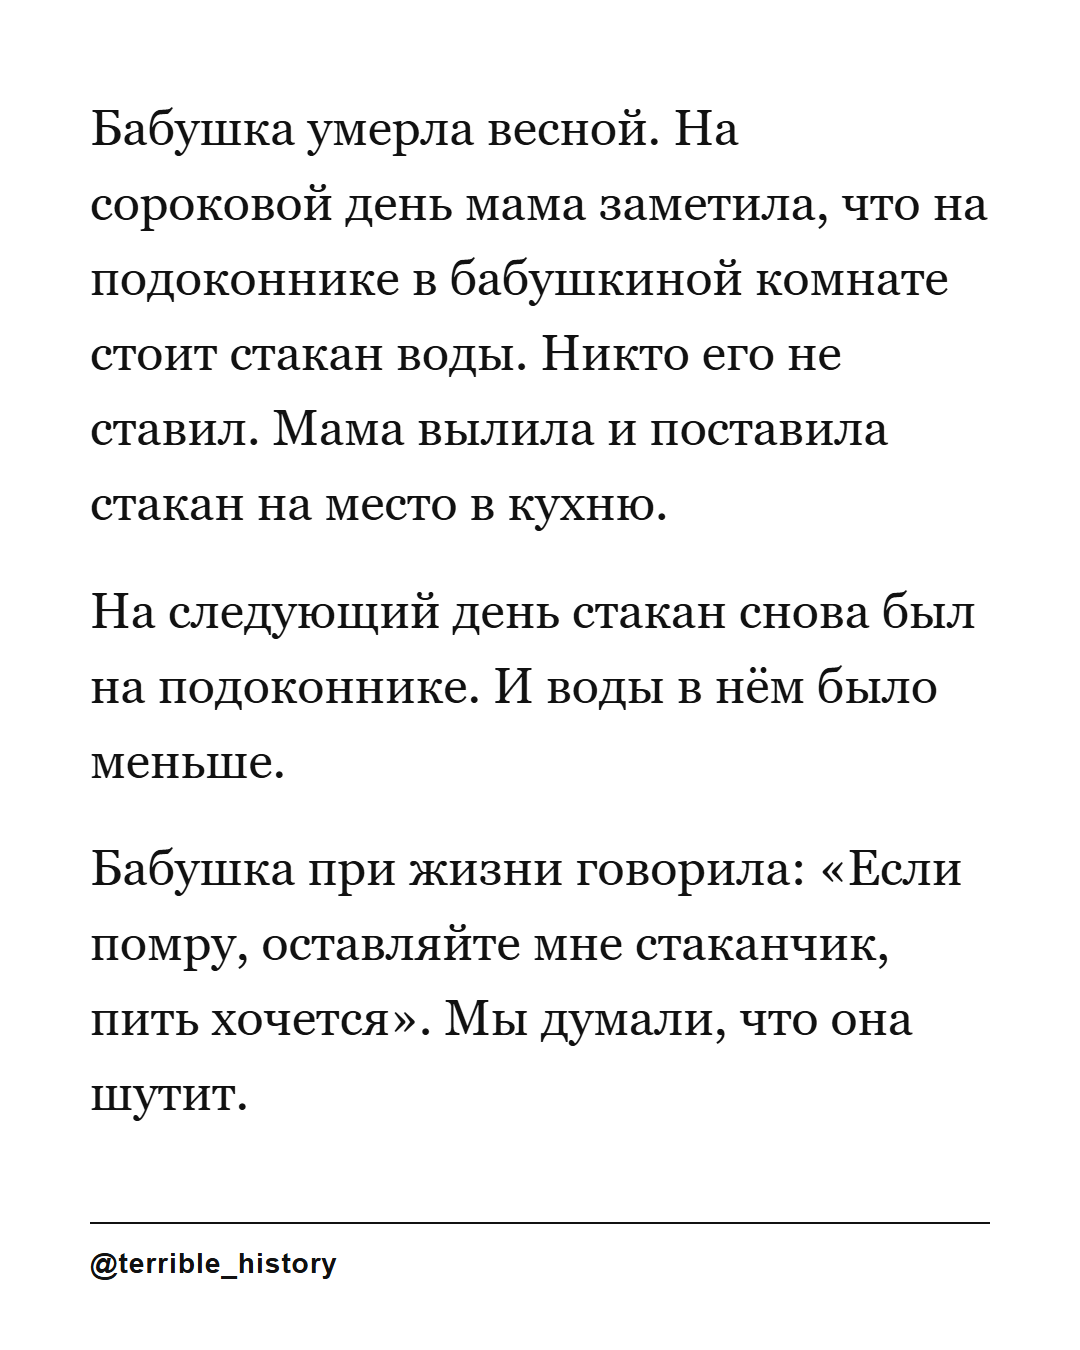 Бабушка умерла весной. На
сороковой день мама заметила, что на
подоконнике в бабушкиной комнате
стоит стакан воды. Никто его не
ставил. Мама вылила и поставила
стакан на место в кухню.
На следующий день стакан снова был
на подоконнике. И воды в нём было
меньше.
Бабушка при жизни говорила: «Если
помру, оставляйте мне стаканчик,
пить хочется». Мы думали, что она
шутит.
@terrible_history